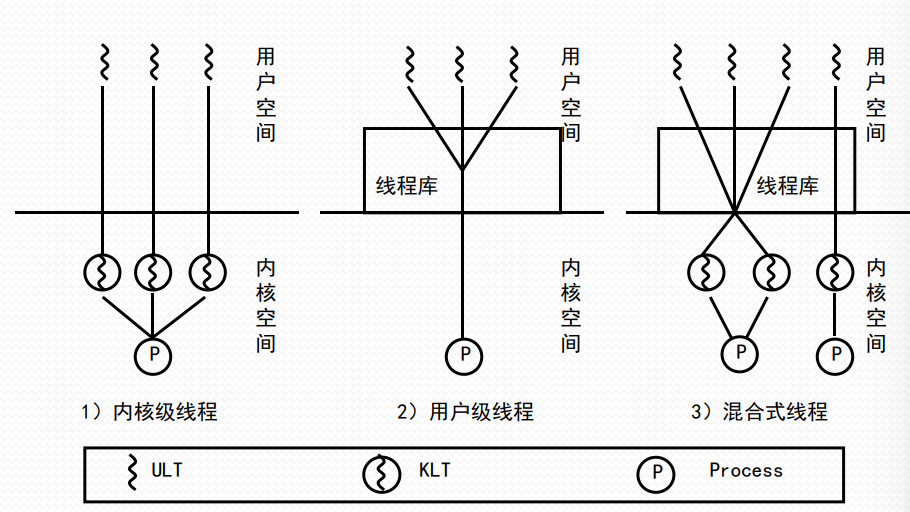 用户空间
用户空间
用户空间
线程库
线程库
内核空间
内核空间
内核空间
P
P
P
P
1）内核级线程
2）用户级线程
3）混合式线程
ULT
KLT
P
Process